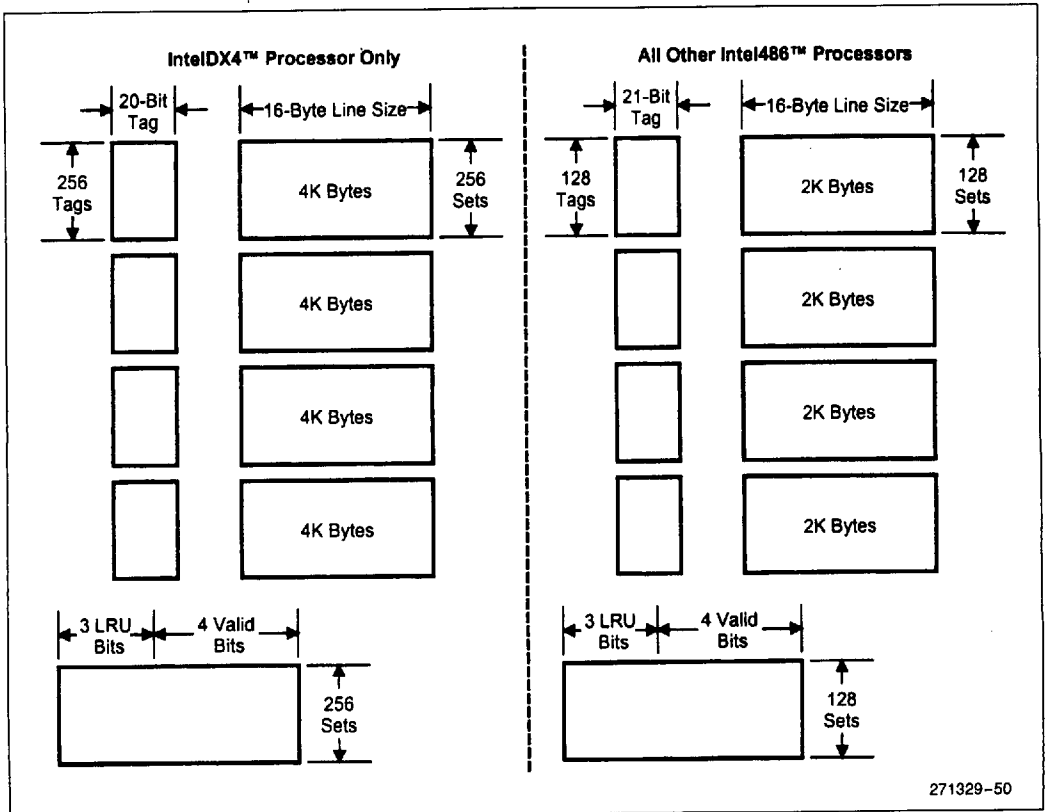 IntelDX4™ Processor Only
20-Bit
Tag
16-Byte Line Size
256
Tags
4K Bytes
256
Sets
4K Bytes
4K Bytes
4K Bytes
3 LRU
Bits
4 Valid
Bits
256
Sets
All Other Intel486™ Processors
21-Bit
Tag
16-Byte Line Size
128
Tags
2K Bytes
128
Sets
2K Bytes
2K Bytes
2K Bytes
3 LRU
Bits
4 Valid
Bits
128
Sets
271329–50